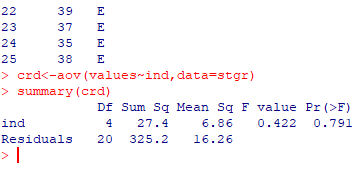 22 39 E
23 37 E
24 35 E
25 38 E
> crd<-aov(values~ind,data=stgr)
> summary(crd)
Df Sum Sq Mean Sq F value Pr(>F)
ind 4 27.4 6.86 0.422 0.791
Residuals 20 325.2 16.26
>